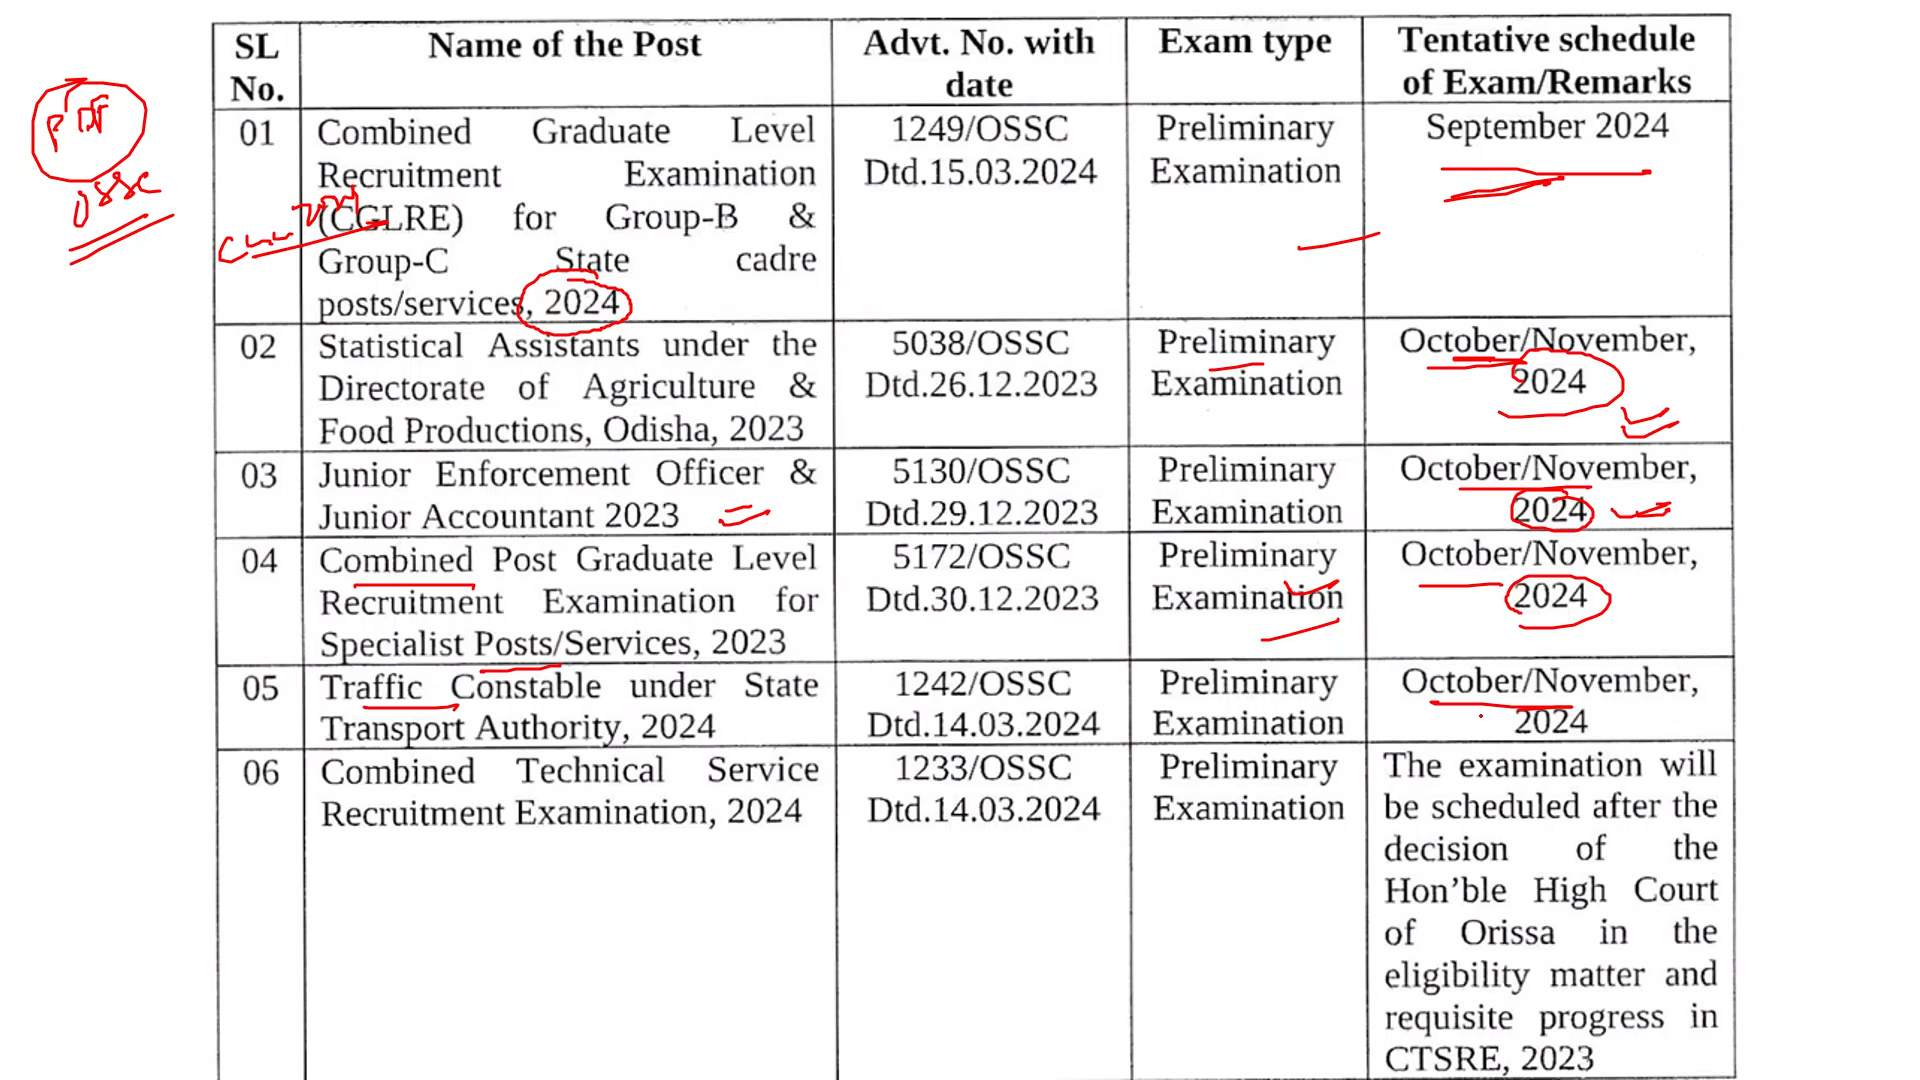 SL No.
Name of the Post
Advt. No. with date
Exam type
Tentative schedule of Exam/Remarks
01
Combined Graduate Level
Recruitment Examination
(CGLRE) for Group-B &
Group-C State cadre
posts/services, 2024
1249/OSSC
Dtd.15.03.2024
Preliminary
Examination
September 2024
02
Statistical Assistants under the
Directorate of Agriculture &
Food Productions, Odisha, 2023
5038/OSSC
Dtd.26.12.2023
Preliminary
Examination
October/November,
2024
03
Junior Enforcement Officer &
Junior Accountant 2023
5130/OSSC
Dtd.29.12.2023
Preliminary
Examination
October/November,
2024
04
Combined Post Graduate Level
Recruitment Examination for
Specialist Posts/Services, 2023
5172/OSSC
Dtd.30.12.2023
Preliminary
Examination
October/November,
2024
05
Traffic Constable under State
Transport Authority, 2024
1242/OSSC
Dtd.14.03.2024
Preliminary
Examination
October/November,
2024
06
Combined Technical Service
Recruitment Examination, 2024
1233/OSSC
Dtd.14.03.2024
Preliminary
Examination
The examination will
be scheduled after the
decision of the
Hon’ble High Court
of Orissa in the
eligibility matter and
requisite progress in
CTSRE, 2023
PDF
OSSC